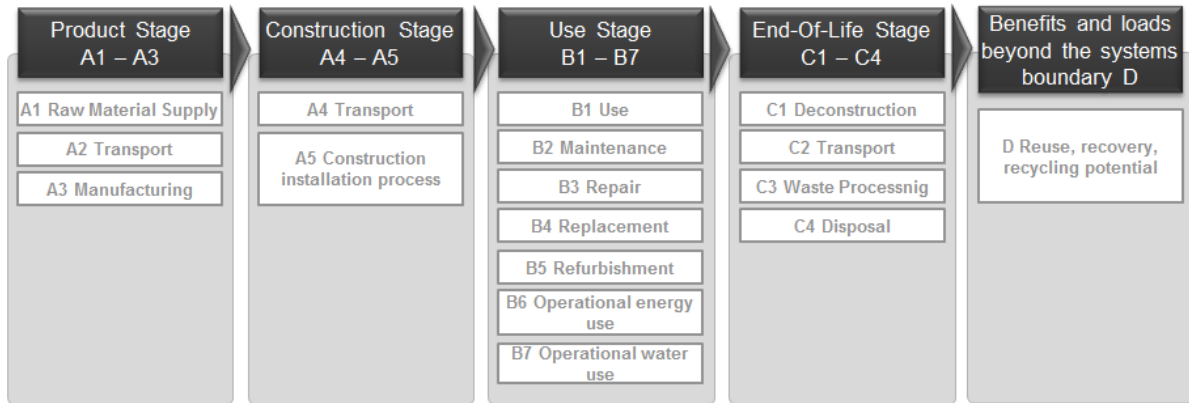 Product Stage
A1 – A3
A1 Raw Material Supply
A2 Transport
A3 Manufacturing
Construction Stage
A4 – A5
A4 Transport
A5 Construction
installation process
Use Stage
B1 – B7
B1 Use
B2 Maintenance
B3 Repair
B4 Replacement
B5 Refurbishment
B6 Operational energy
use
B7 Operational water
use
End-Of-Life Stage
C1 – C4
C1 Deconstruction
C2 Transport
C3 Waste Processnig
C4 Disposal
Benefits and loads
beyond the systems
boundary D
D Reuse, recovery,
recycling potential